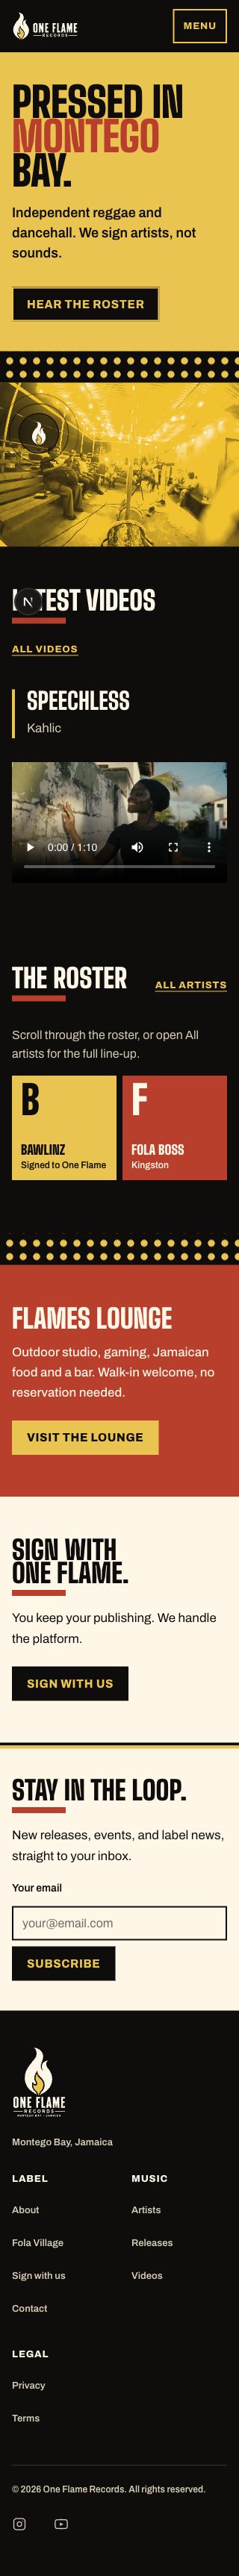 ONE FLAME
RECORDS
MENU
PRESSED IN
MONTEGO
BAY.
Independent reggae and
dancehall. We sign artists, not
sounds.
HEAR THE ROSTER
N
TEST VIDEOS
ALL VIDEOS
SPEECHLESS
Kahlic
0:00 / 1:10
THE ROSTER
ALL ARTISTS
Scroll through the roster, or open All
artists for the full line-up.
B
BAWLINZ
Signed to One Flame
F
FOLA BOSS
Kingston
FLAMES LOUNGE
Outdoor studio, gaming, Jamaican
food and a bar. Walk-in welcome, no
reservation needed.
VISIT THE LOUNGE
SIGN WITH
ONE FLAME.
You keep your publishing. We handle
the platform.
SIGN WITH US
STAY IN THE LOOP.
New releases, events, and label news,
straight to your inbox.
Your email
your@email.com
SUBSCRIBE
ONE FLAME
RECORDS
MONTEGO BAY - JAMAICA
Montego Bay, Jamaica
LABEL
About
Fola Village
Sign with us
Contact
MUSIC
Artists
Releases
Videos
LEGAL
Privacy
Terms
© 2026 One Flame Records. All rights reserved.